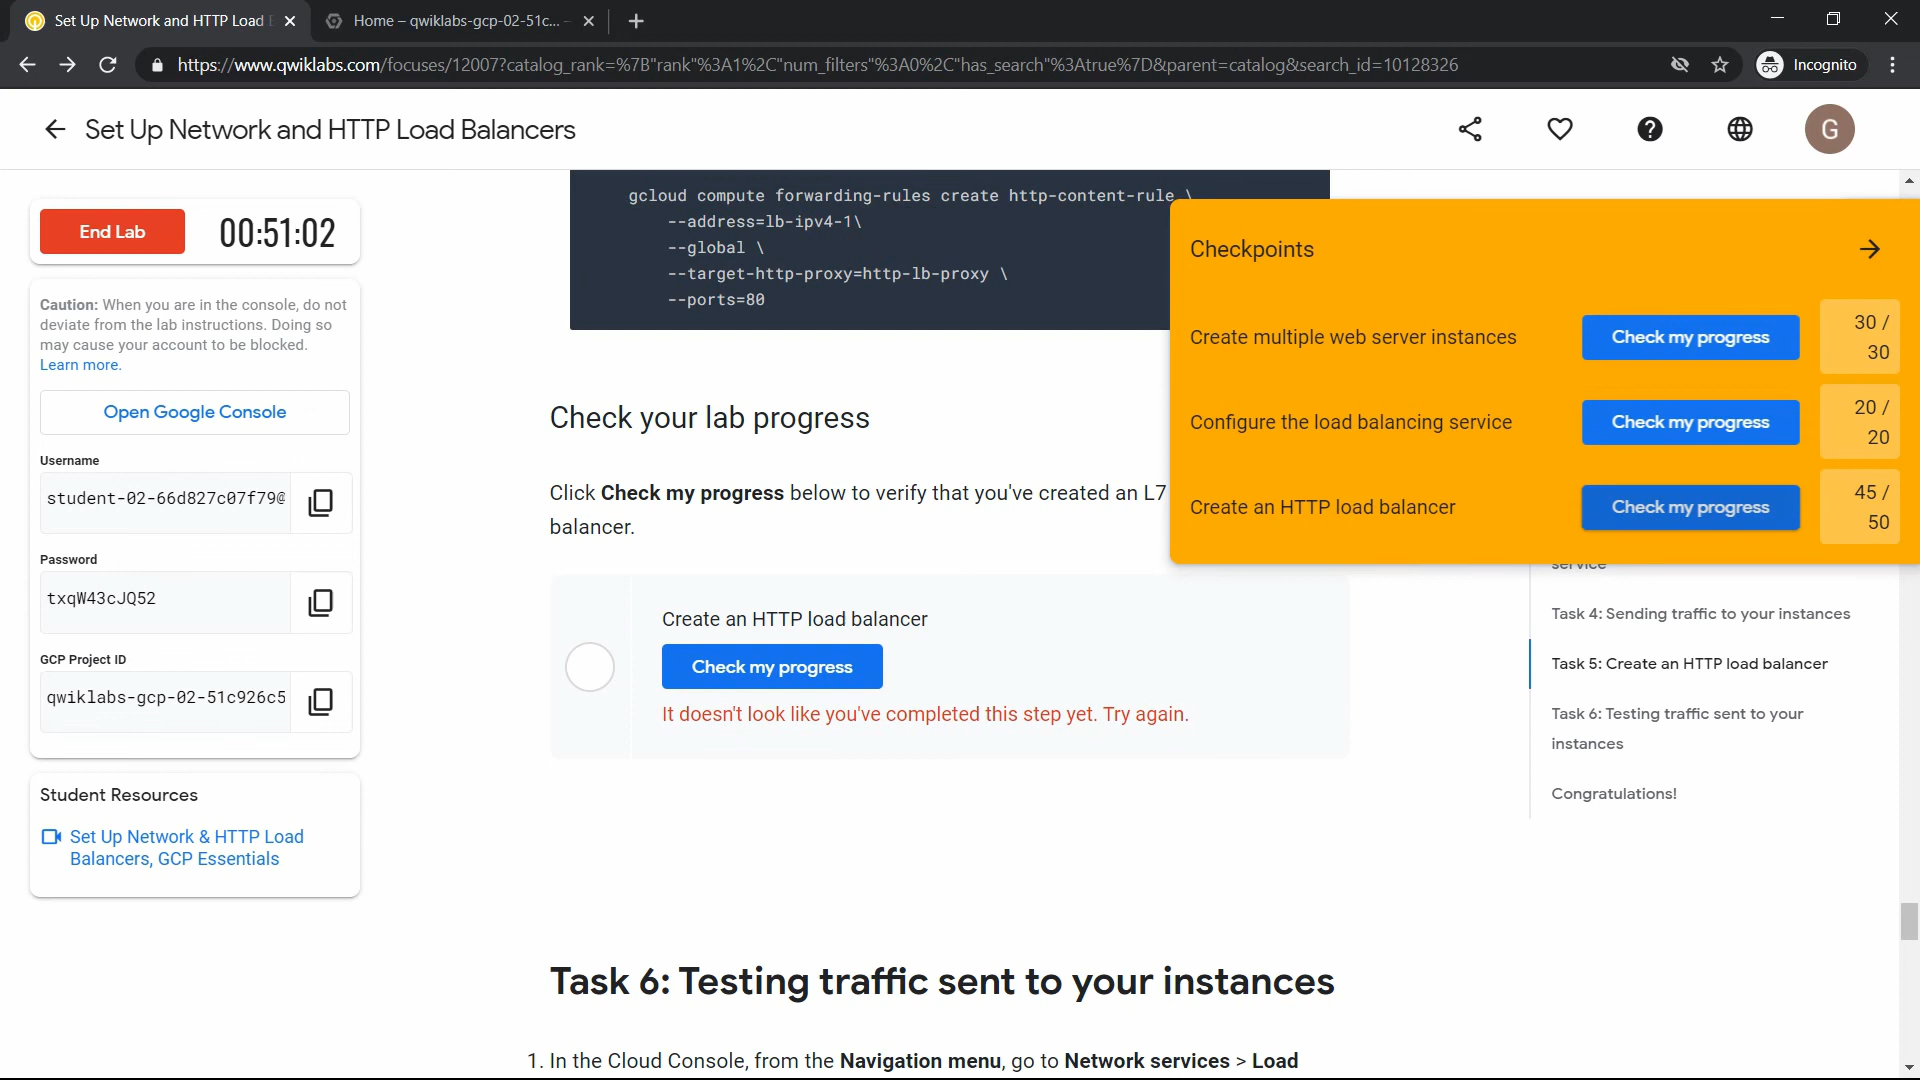 Set Up Network and HTTP Load
Home – qwiklabs-gcp-02-51c...
https://www.qwiklabs.com/focuses/12007?catalog_rank=%7B"rank"%3A1%2C"num_filters"%3A0%2C"has_search"%3Atrue%7D&parent=catalog&search_id=10128326
Incognito
Set Up Network and HTTP Load Balancers
G
End Lab
00:51:02
Caution: When you are in the console, do not
deviate from the lab instructions. Doing so
may cause your account to be blocked.
Learn more.
Open Google Console
Username
student-02-66d827c07f79@
Password
txqW43cJQ52
GCP Project ID
qwiklabs-gcp-02-51c926c5
Student Resources
Set Up Network & HTTP Load
Balancers, GCP Essentials
gcloud compute forwarding-rules create http-content-rule \
--address=lb-ipv4-1\
--global \
--target-http-proxy=http-lb-proxy \
--ports=80
Check your lab progress
Click Check my progress below to verify that you've created an L7
balancer.
Create an HTTP load balancer
Check my progress
It doesn't look like you've completed this step yet. Try again.
Task 6: Testing traffic sent to your instances
1. In the Cloud Console, from the Navigation menu, go to Network services > Load
Checkpoints
Create multiple web server instances
Check my progress
30 /
30
Configure the load balancing service
Check my progress
20 /
20
Create an HTTP load balancer
Check my progress
45 /
50
service
Task 4: Sending traffic to your instances
Task 5: Create an HTTP load balancer
Task 6: Testing traffic sent to your
instances
Congratulations!